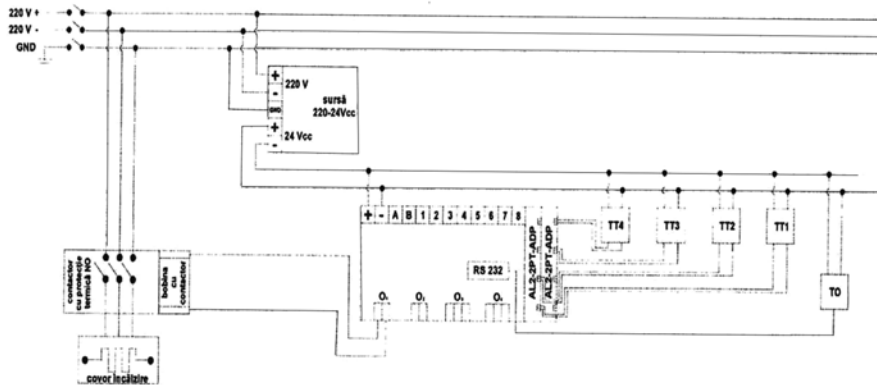 220 V +
220 V -
GND
+
-
GND
+
-
220 V
sursă
220-24Vcc
24 Vcc
+ - A B 1 2 3 4 5 6 7 8
AL2-2PT-ADP
AL2-2PT-ADP
TT4
TT3
TT2
TT1
RS 232
TO
contactor
cu protecție
termică NO
bobina
cu
contactor
covor încălzire